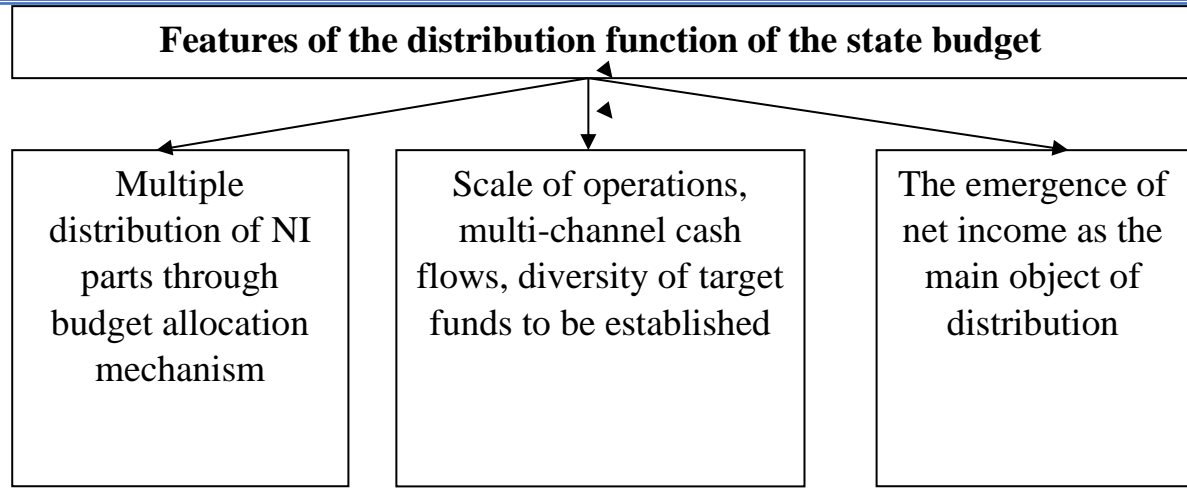 Features of the distribution function of the state budget
Multiple
distribution of NI
parts through
budget allocation
mechanism
Scale of operations,
multi-channel cash
flows, diversity of target
funds to be established
The emergence of
net income as the
main object of
distribution